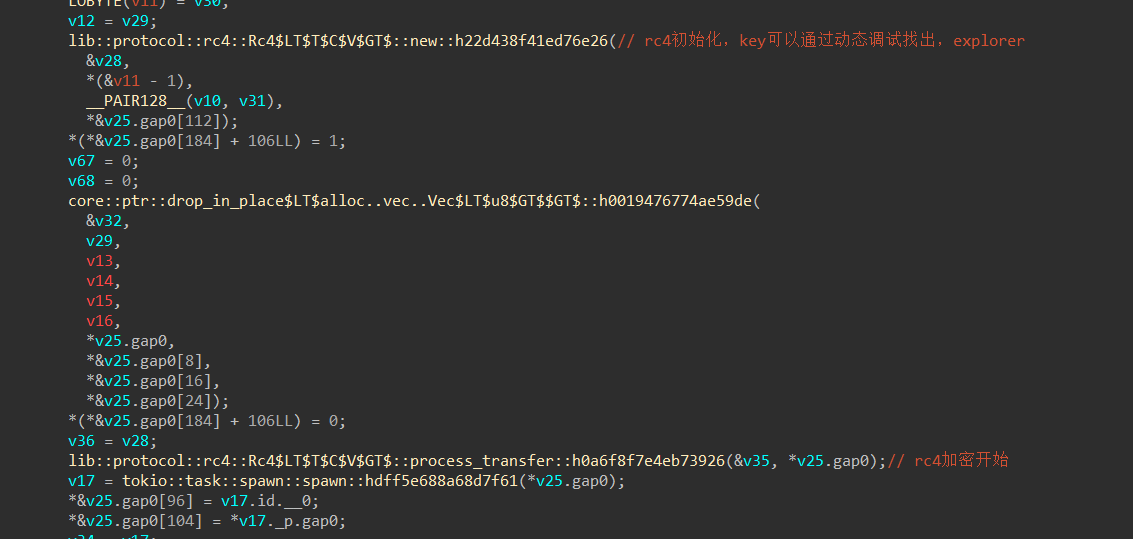 LOBYTE(v11) = v30;
v12 = v29;
lib::protocol::rc4::Rc4$LT$T$C$V$GT$::new::h22d438f41ed76e26(// rc4初始化，key可以通过动态调试找出，explorer
&v28,
*(&v11 - 1),
__PAIR128__(v10, v31),
*&v25.gap0[112]);
*(*&v25.gap0[184] + 106LL) = 1;
v67 = 0;
v68 = 0;
core::ptr::drop_in_place$LT$alloc..vec..Vec$LT$u8$GT$$GT$::h0019476774ae59de(
&v32,
v29,
v13,
v14,
v15,
v16,
*v25.gap0,
*&v25.gap0[8],
*&v25.gap0[16],
*&v25.gap0[24]);
*(*&v25.gap0[184] + 106LL) = 0;
v36 = v28;
lib::protocol::rc4::Rc4$LT$T$C$V$GT$::process_transfer::h0a6f8f7e4eb73926(&v35, *v25.gap0);// rc4加密开始
v17 = tokio::task::spawn::spawn::hdff5e688a68d7f61(*v25.gap0);
*&v25.gap0[96] = v17.id.__0;
*&v25.gap0[104] = *v17._p.gap0;
v34 = v17;